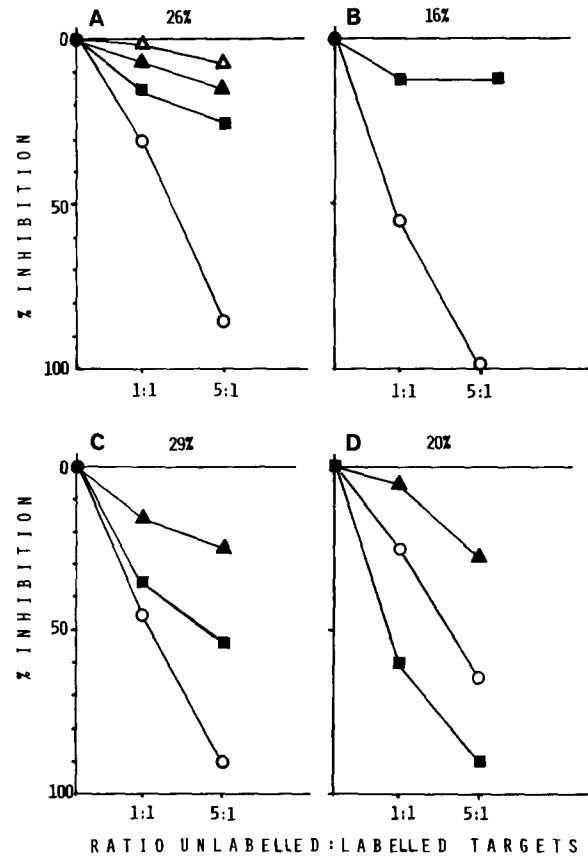 A 26%
B 16%
0
50
100
% INHIBITION
1:1 5:1
1:1 5:1
C 29%
D 20%
0
50
100
% INHIBITION
1:1 5:1
1:1 5:1
RATIO UNLABELLED:LABELLED TARGETS